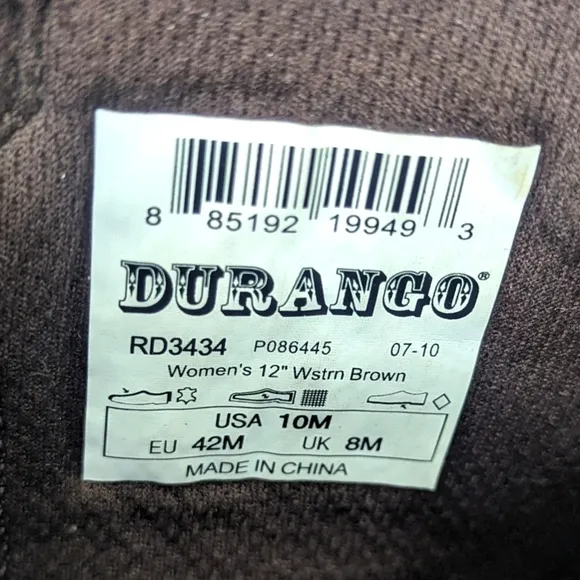 8 85192 19949 3
DURANGO®
RD3434 P086445 07-10
Women's 12" Wstrn Brown
USA 10M
EU 42M UK 8M
MADE IN CHINA